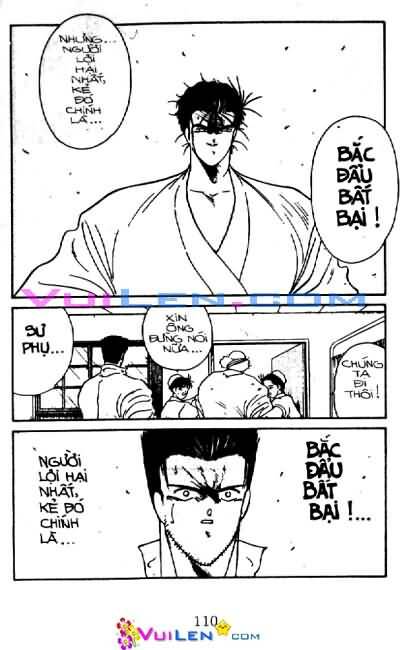 NHƯNG...
NGƯỜI
LỢI
HẠI
NHẤT,
KẺ
ĐÓ
CHÍNH
LÀ...
BẮC
ĐẨU
BẤT
BẠI!
VUILEN.COM
SƯ
PHỤ...
XIN
ÔNG
ĐỪNG NÓI
NỮA...
CHÚNG
TA
ĐI
THÔI!
NGƯỜI
LỢI HẠI
NHẤT,
KẺ ĐÓ
CHÍNH
LÀ...
BẮC
ĐẨU
BẤT
BẠI!...
110
VUILEN.COM